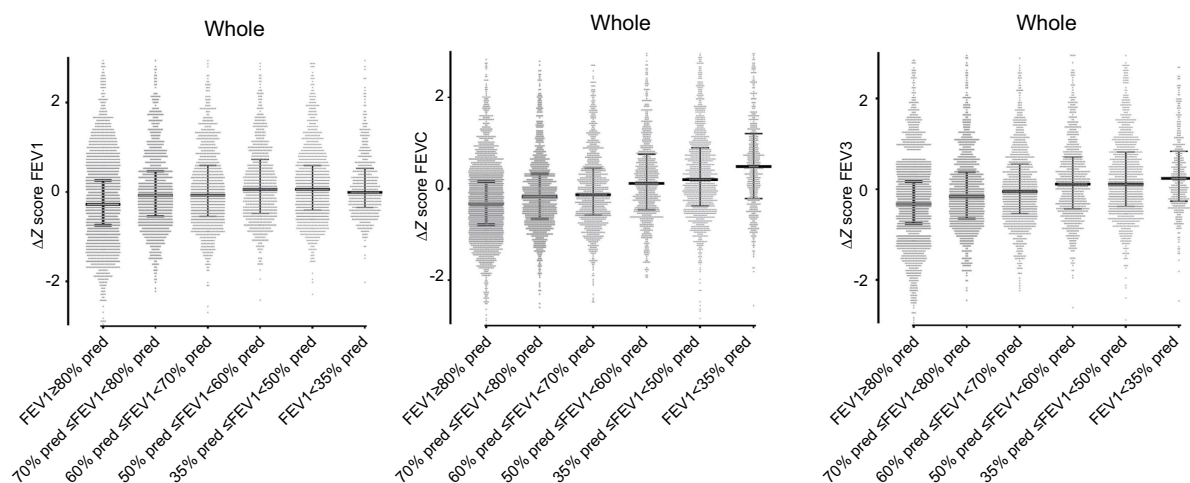 Whole
ΔZ score FEV1
2
0
-2
FEV1≥80% pred
70% pred ≤FEV1<80% pred
60% pred ≤FEV1<70% pred
50% pred ≤FEV1<60% pred
35% pred ≤FEV1<50% pred
FEV1<35% pred
Whole
ΔZ score FEVC
2
0
-2
FEV1≥80% pred
70% pred ≤FEV1<80% pred
60% pred ≤FEV1<70% pred
50% pred ≤FEV1<60% pred
35% pred ≤FEV1<50% pred
FEV1<35% pred
Whole
ΔZ score FEV3
2
0
-2
FEV1≥80% pred
70% pred ≤FEV1<80% pred
60% pred ≤FEV1<70% pred
50% pred ≤FEV1<60% pred
35% pred ≤FEV1<50% pred
FEV1<35% pred